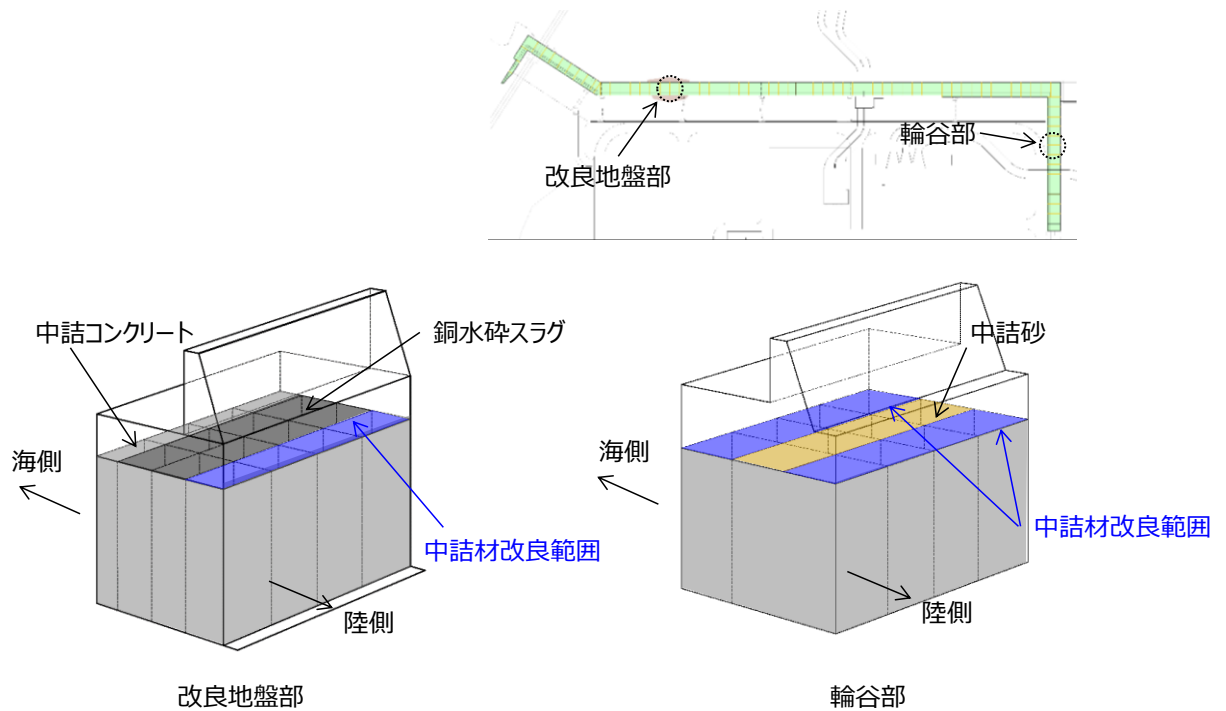 輪谷部
改良地盤部
中詰コンクリート
銅水砕スラグ
海側
中詰材改良範囲
陸側
改良地盤部
中詰砂
海側
中詰材改良範囲
陸側
輪谷部